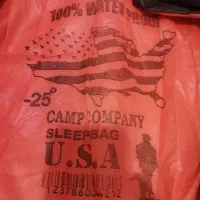 100% WATERPROOF
-25°
CAMP COMPANY
SLEEPBAG
U.S.A